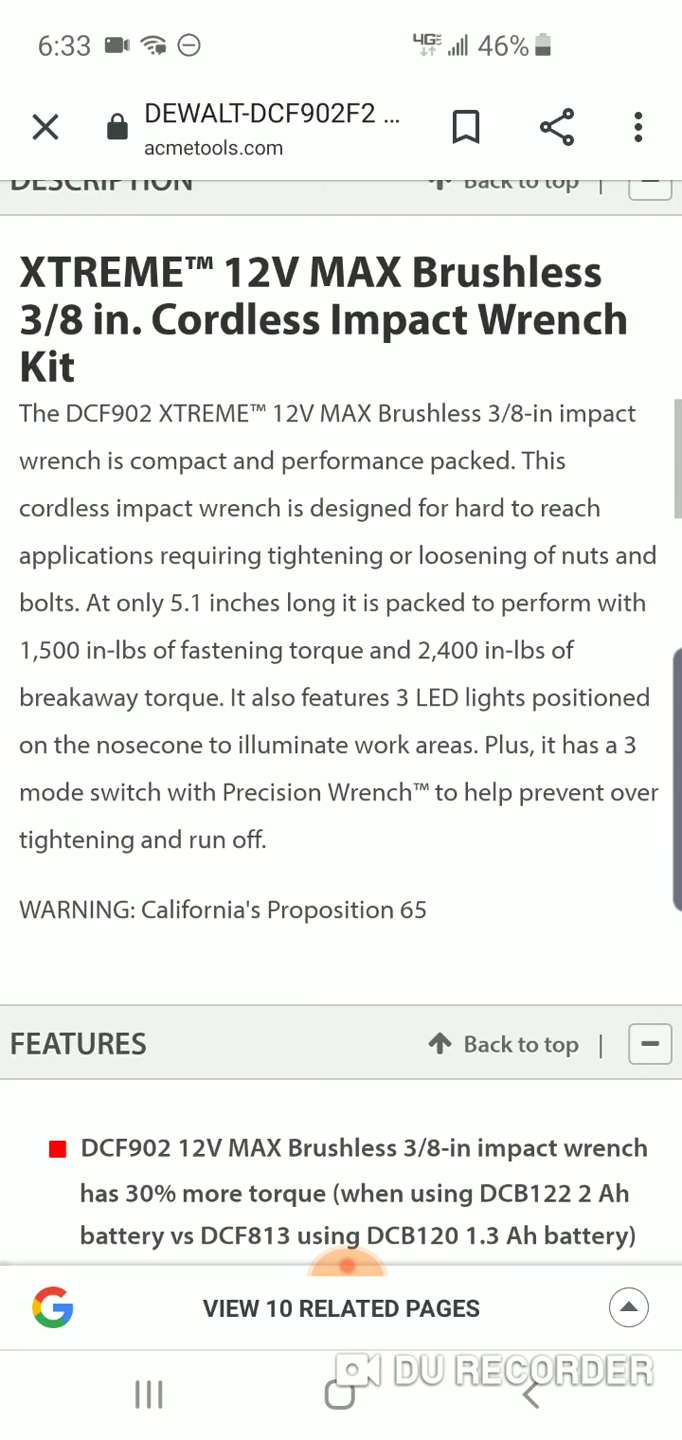 6:33 4GE 46%
DEWALT-DCF902F2 ...
acmetools.com
DESCRIPTION Back to top |
XTREME™ 12V MAX Brushless
3/8 in. Cordless Impact Wrench
Kit
The DCF902 XTREME™ 12V MAX Brushless 3/8-in impact
wrench is compact and performance packed. This
cordless impact wrench is designed for hard to reach
applications requiring tightening or loosening of nuts and
bolts. At only 5.1 inches long it is packed to perform with
1,500 in-lbs of fastening torque and 2,400 in-lbs of
breakaway torque. It also features 3 LED lights positioned
on the nosecone to illuminate work areas. Plus, it has a 3
mode switch with Precision Wrench™ to help prevent over
tightening and run off.
WARNING: California's Proposition 65
FEATURES Back to top |
DCF902 12V MAX Brushless 3/8-in impact wrench
has 30% more torque (when using DCB122 2 Ah
battery vs DCF813 using DCB120 1.3 Ah battery)
G VIEW 10 RELATED PAGES
DU RECORDER